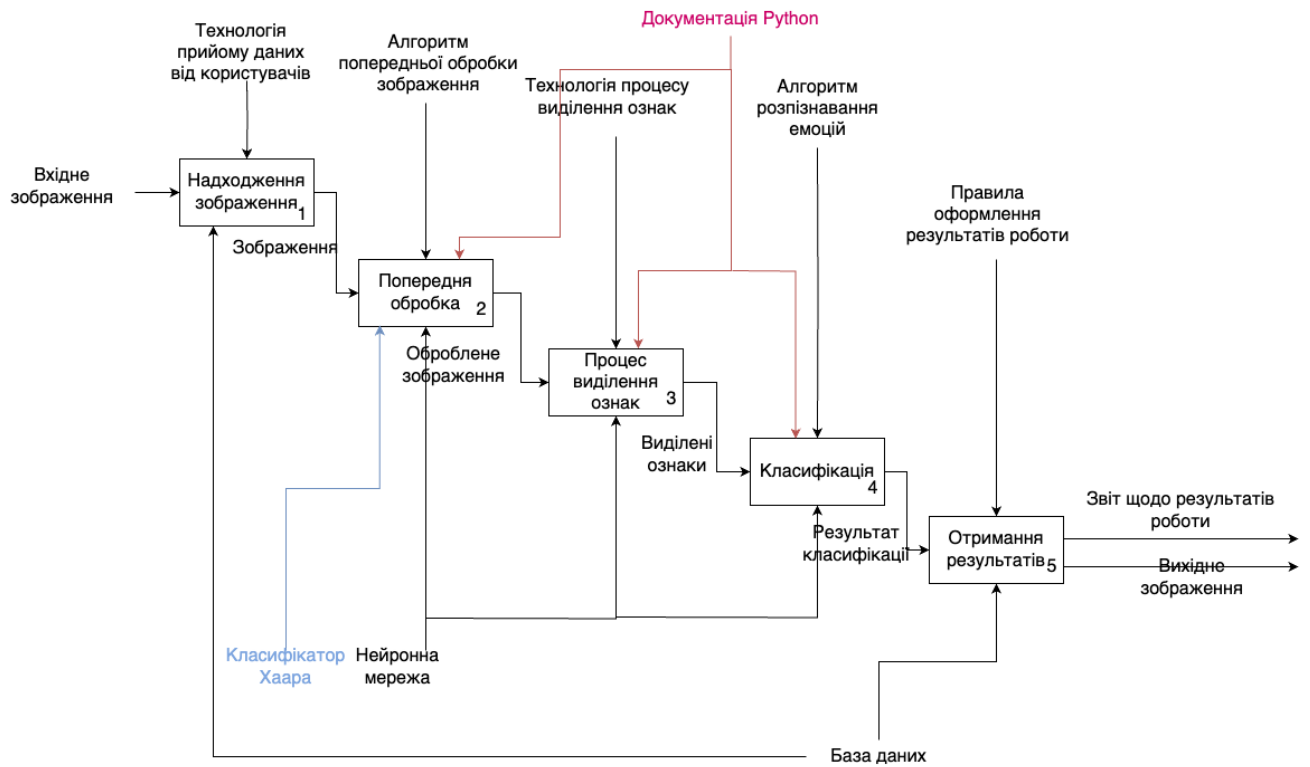 Документація Python
Технологія
прийому даних
від користувачів
Алгоритм
попередньої обробки
зображення
Технологія процесу
виділення ознак
Алгоритм
розпізнавання
емоцій
Вхідне
зображення
Надходження
зображення
1
Правила
оформлення
результатів роботи
Зображення
Попередня
обробка
2
Оброблене
зображення
Процес
виділення
ознак
3
Виділені
ознаки
Класифікація
4
Результат
класифікації
Отримання
результатів
5
Звіт щодо результатів
роботи
Вихідне
зображення
Класифікатор
Хаара
Нейронна
мережа
База даних